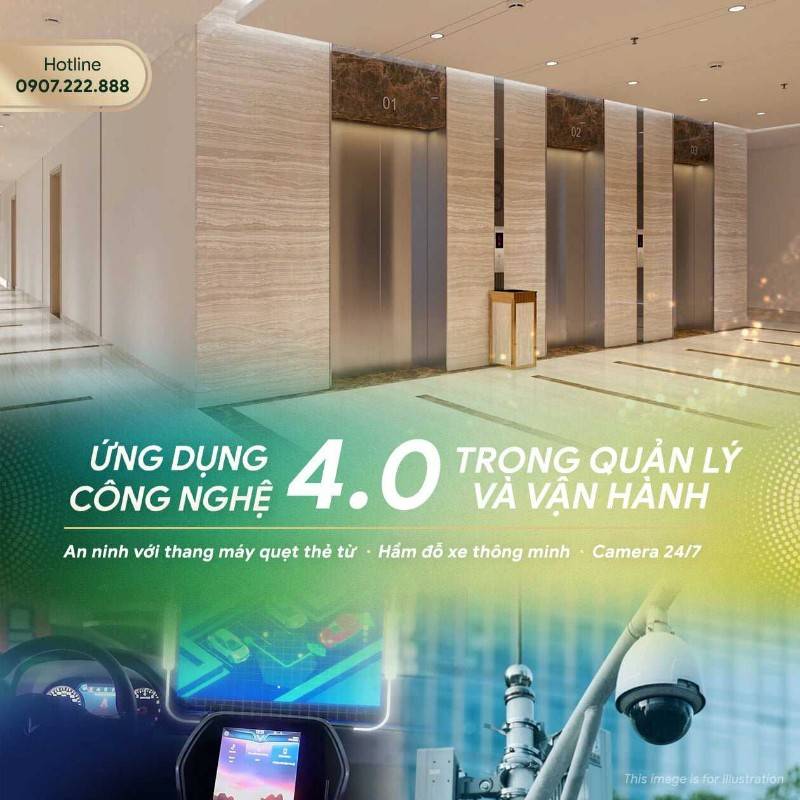 Hotline
0907.222.888
01
02
03
ỨNG DỤNG
CÔNG NGHỆ
4.0
TRONG QUẢN LÝ
VÀ VẬN HÀNH
An ninh với thang máy quẹt thẻ từ · Hầm đỗ xe thông minh · Camera 24/7
This image is for illustration